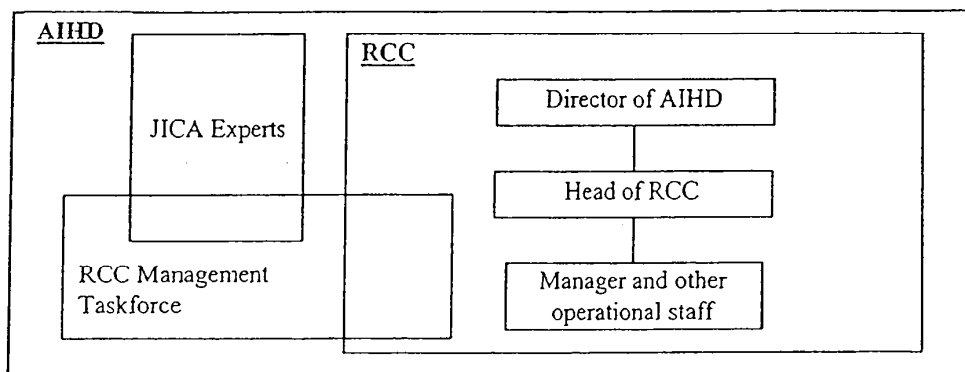 AIHD
RCC
JICA Experts
Director of AIHD
Head of RCC
RCC Management
Taskforce
Manager and other
operational staff